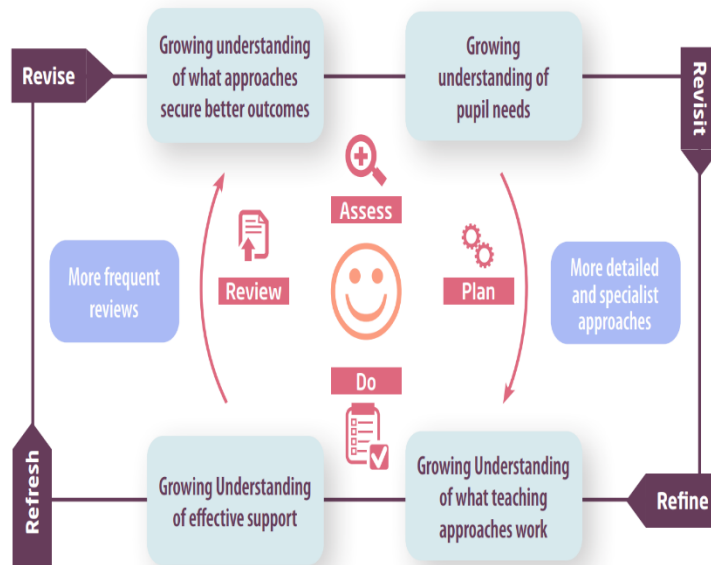 Revise
Growing understanding
of what approaches
secure better outcomes
Growing
understanding of
pupil needs
Revisit
Assess
Review
Plan
More frequent
reviews
More detailed
and specialist
approaches
Do
Refresh
Growing Understanding
of effective support
Growing Understanding
of what teaching
approaches work
Refine